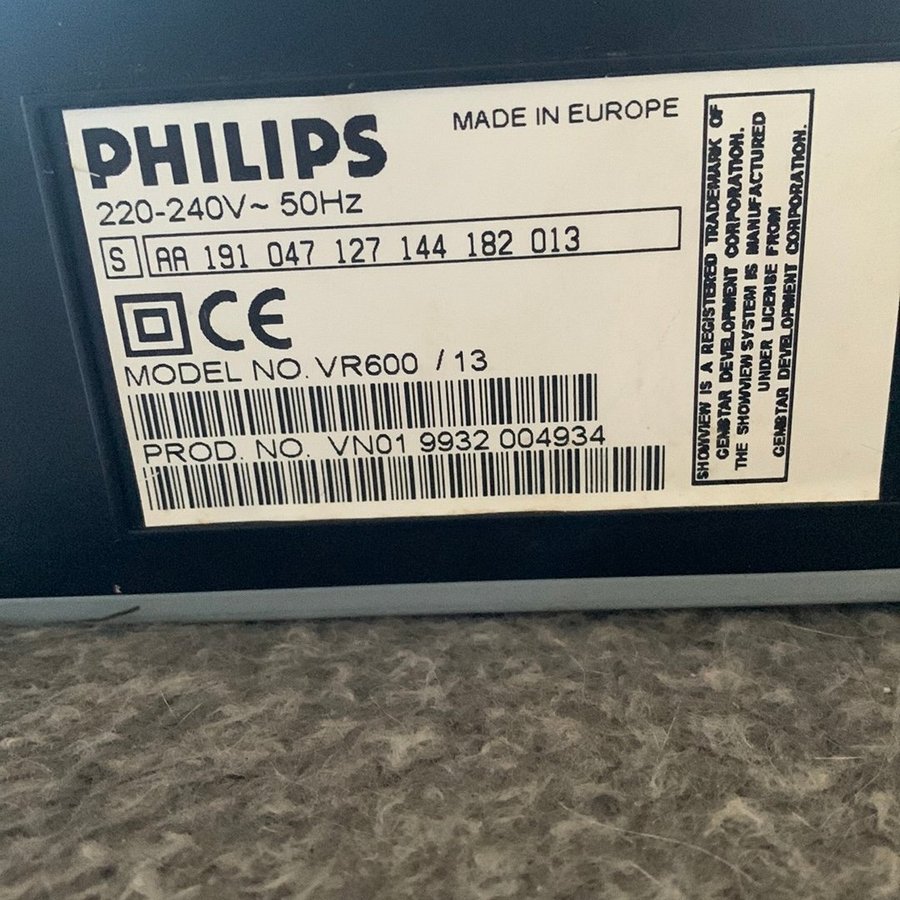 PHILIPS
MADE IN EUROPE
220-240V~ 50Hz
S AA 191 047 127 144 182 013
CE
MODEL NO. VR600 / 13
PROD. NO. VN01 9932 004934
SHOWVIEW IS A REGISTERED TRADEMARK OF
GEMSTAR DEVELOPMENT CORPORATION.
THE SHOWVIEW SYSTEM IS MANUFACTURED
UNDER LICENSE FROM
GEMSTAR DEVELOPMENT CORPORATION.